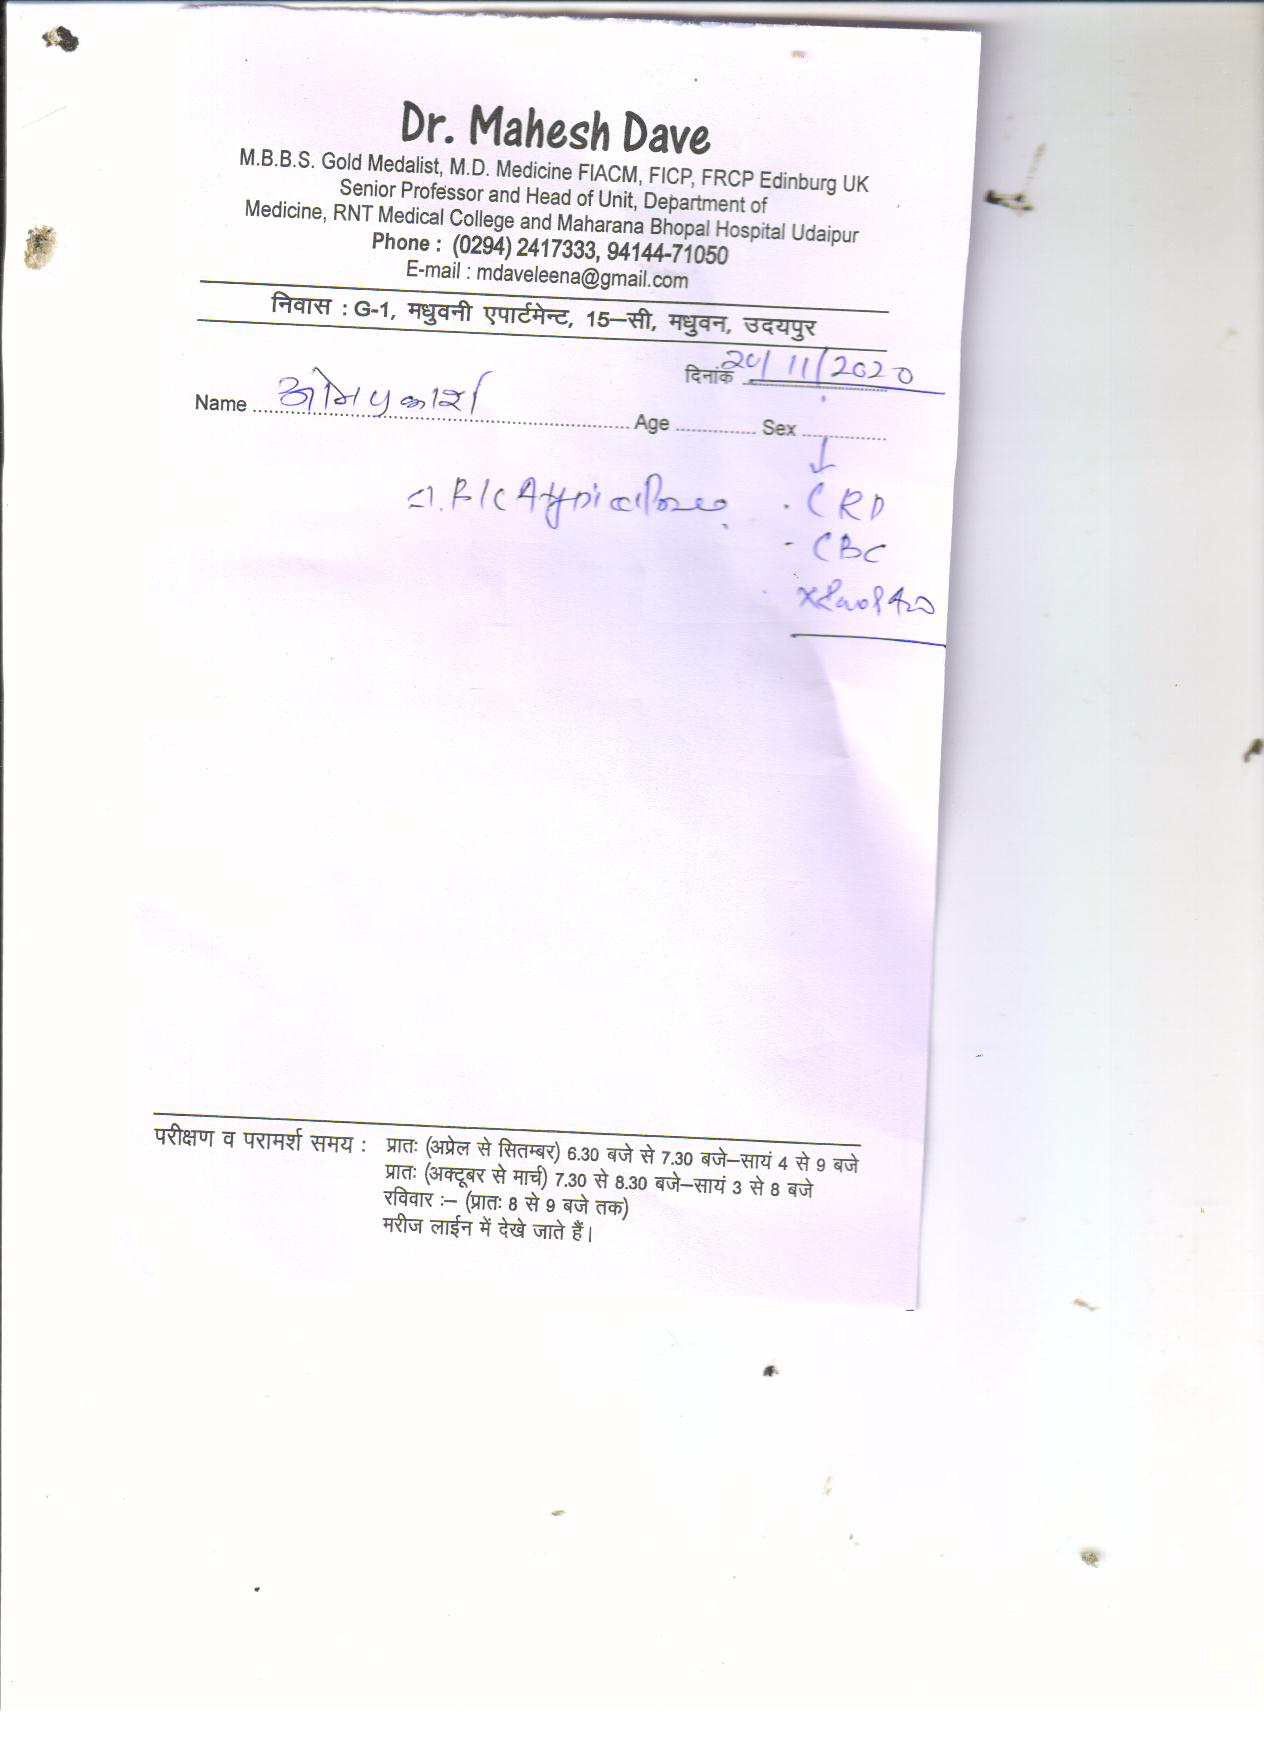 Dr. Mahesh Dave
M.B.B.S. Gold Medalist, M.D. Medicine FIACM, FICP, FRCP Edinburg UK
Senior Professor and Head of Unit, Department of
Medicine, RNT Medical College and Maharana Bhopal Hospital Udaipur
Phone : (0294) 2417333, 94144-71050
E-mail : mdaveleena@gmail.com
निवास : G-1, मधुवनी एपार्टमेन्ट, 15–सी, मधुवन, उदयपुर
दिनांक /11/2020
Name ओमप्रकाश Age Sex
CRP
CBC
परीक्षण व परामर्श समय : प्रातः (अप्रेल से सितम्बर) 6.30 बजे से 7.30 बजे–सायं 4 से 9 बजे
प्रातः (अक्टूबर से मार्च) 7.30 से 8.30 बजे–सायं 3 से 8 बजे
रविवार :– (प्रातः 8 से 9 बजे तक)
मरीज लाईन में देखे जाते हैं।